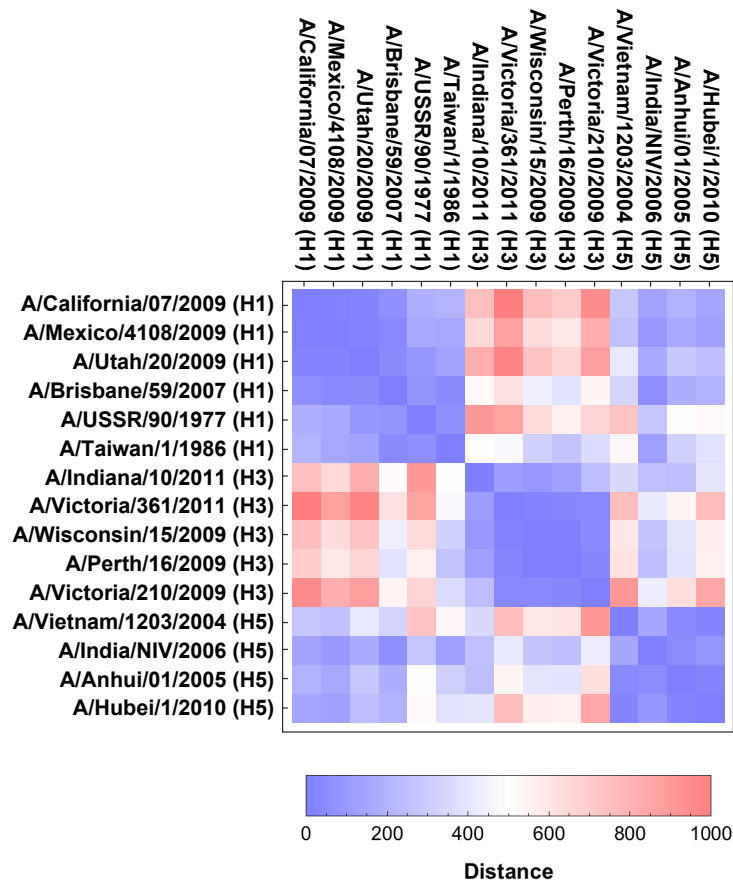 A/California/07/2009 (H1)
A/Mexico/4108/2009 (H1)
A/Utah/20/2009 (H1)
A/Brisbane/59/2007 (H1)
A/USSR/90/1977 (H1)
A/Taiwan/1/1986 (H1)
A/Indiana/10/2011 (H3)
A/Victoria/361/2011 (H3)
A/Wisconsin/15/2009 (H3)
A/Perth/16/2009 (H3)
A/Victoria/210/2009 (H3)
A/Vietnam/1203/2004 (H5)
A/India/NIV/2006 (H5)
A/Anhui/01/2005 (H5)
A/Hubei/1/2010 (H5)
A/California/07/2009 (H1)
A/Mexico/4108/2009 (H1)
A/Utah/20/2009 (H1)
A/Brisbane/59/2007 (H1)
A/USSR/90/1977 (H1)
A/Taiwan/1/1986 (H1)
A/Indiana/10/2011 (H3)
A/Victoria/361/2011 (H3)
A/Wisconsin/15/2009 (H3)
A/Perth/16/2009 (H3)
A/Victoria/210/2009 (H3)
A/Vietnam/1203/2004 (H5)
A/India/NIV/2006 (H5)
A/Anhui/01/2005 (H5)
A/Hubei/1/2010 (H5)
0 200 400 600 800 1000
Distance